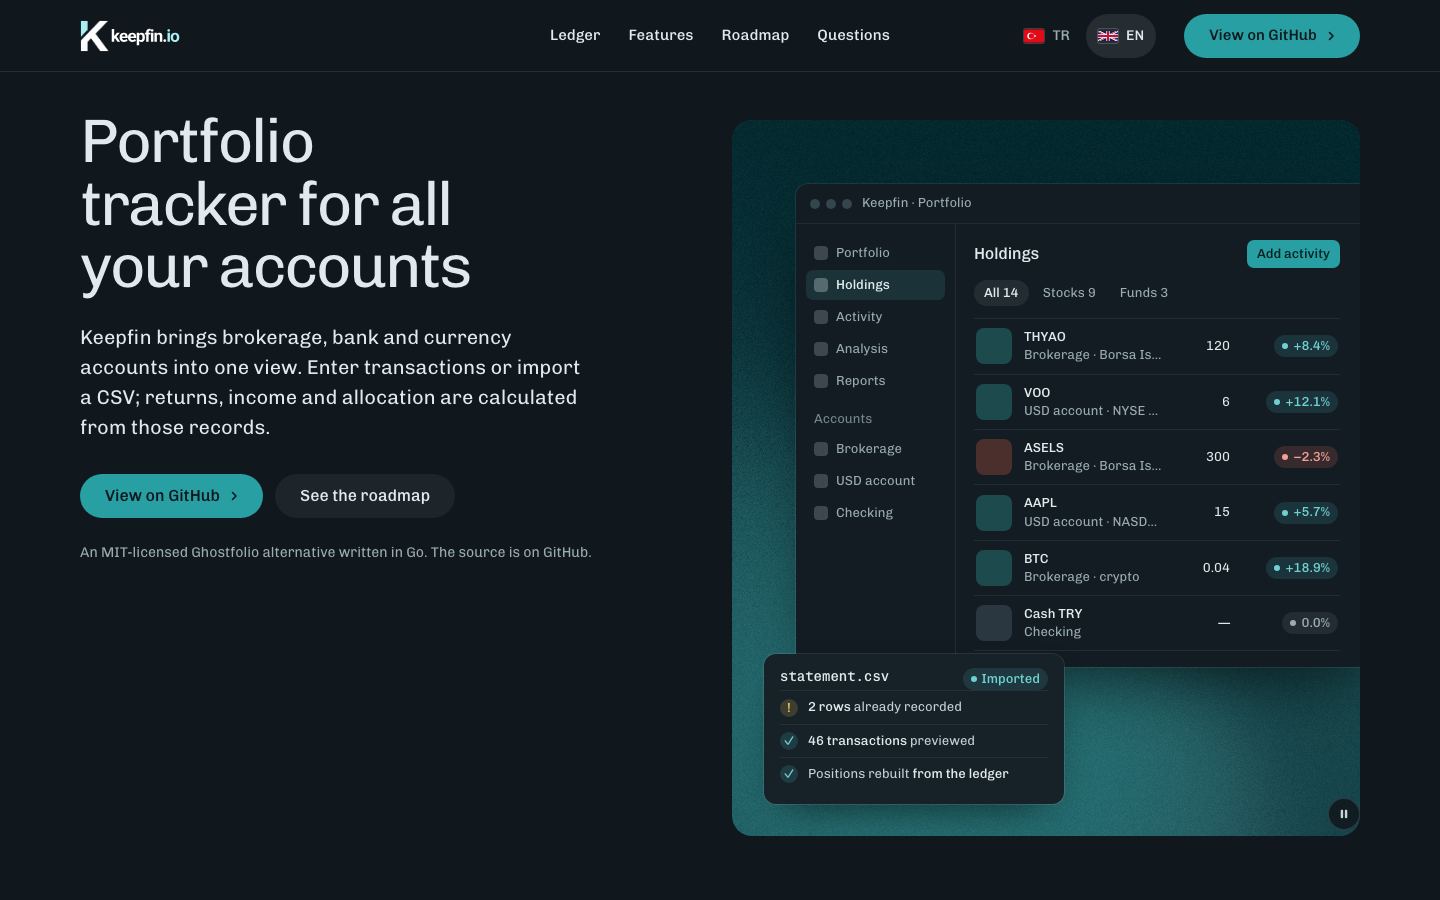 keepfin.io
Ledger
Features
Roadmap
Questions
TR
EN
View on GitHub
Portfolio
tracker for all
your accounts
Keepfin brings brokerage, bank and currency
accounts into one view. Enter transactions or import
a CSV; returns, income and allocation are calculated
from those records.
View on GitHub
See the roadmap
An MIT-licensed Ghostfolio alternative written in Go. The source is on GitHub.
Keepfin · Portfolio
Portfolio
Holdings
Activity
Analysis
Reports
Accounts
Brokerage
USD account
Checking
Holdings
Add activity
All 14
Stocks 9
Funds 3
THYAO
Brokerage · Borsa Is...
120
+8.4%
VOO
USD account · NYSE ...
6
+12.1%
ASELS
Brokerage · Borsa Is...
300
−2.3%
AAPL
USD account · NASD...
15
+5.7%
BTC
Brokerage · crypto
0.04
+18.9%
Cash TRY
Checking
—
0.0%
statement.csv
Imported
2 rows already recorded
46 transactions previewed
Positions rebuilt from the ledger